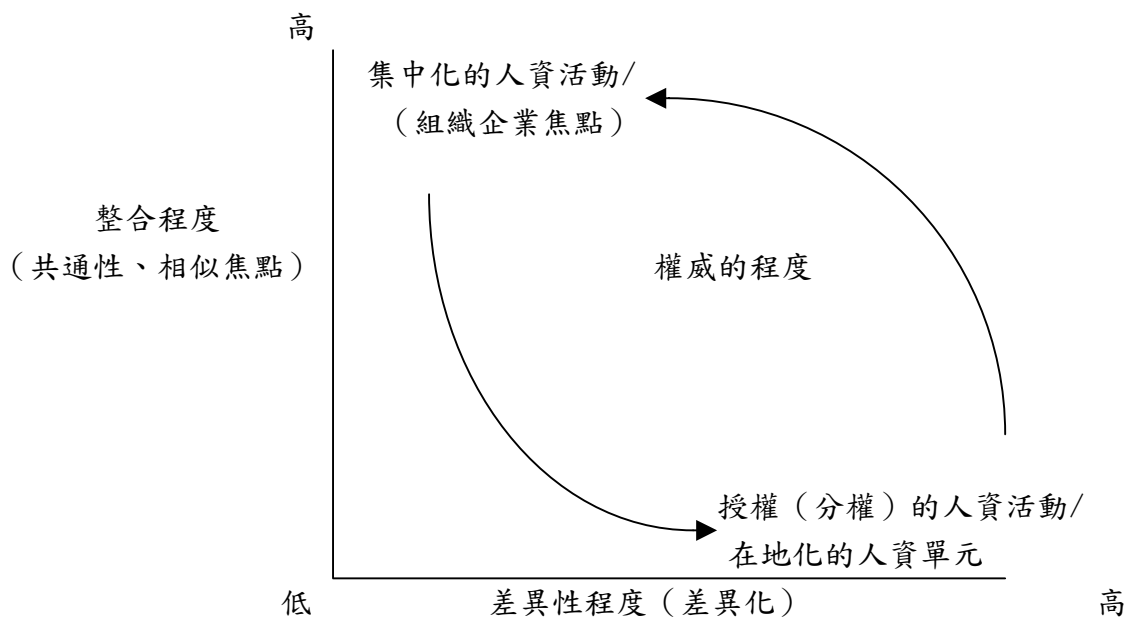 高
集中化的人資活動/
（組織企業焦點）
整合程度
（共通性、相似焦點）
權威的程度
授權（分權）的人資活動/
在地化的人資單元
低
差異性程度（差異化）
高